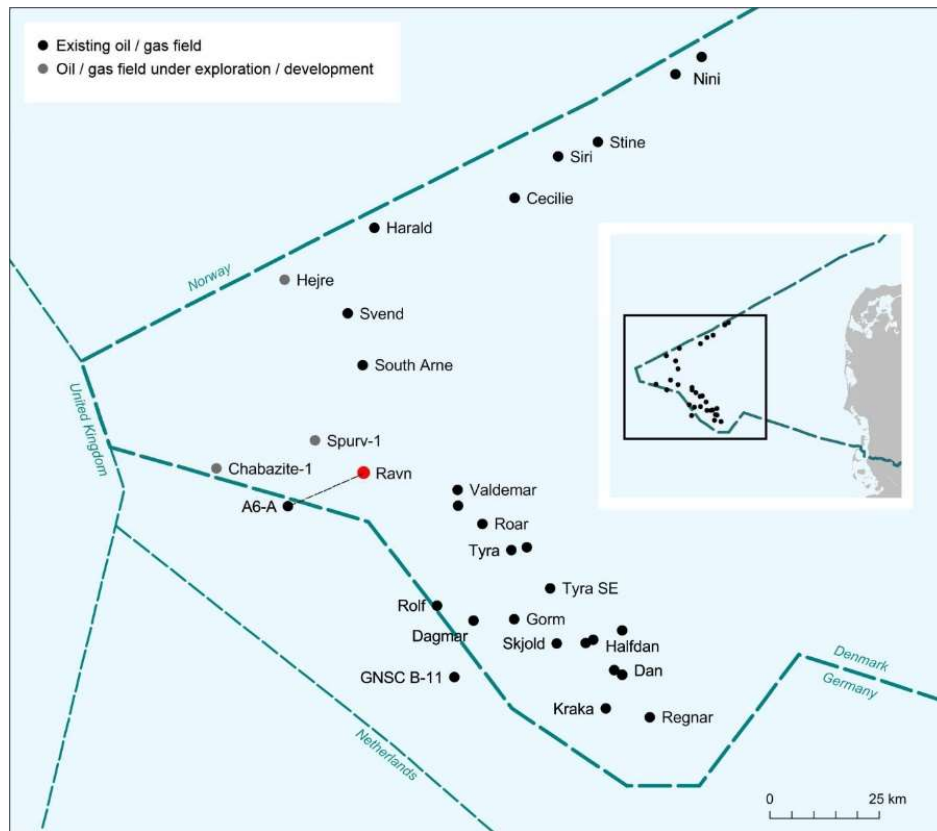 Existing oil / gas field
Oil / gas field under exploration / development
Nini
Stine
Siri
Cecilie
Harald
Norway
Hejre
Svend
South Arne
United Kingdom
Spurv-1
Chabazite-1
Ravn
A6-A
Valdemar
Roar
Tyra
Tyra SE
Rolf
Gorm
Dagmar
Skjold
Halfdan
Dan
GNSC B-11
Kraka
Regnar
Denmark
Germany
Netherlands
0 25 km